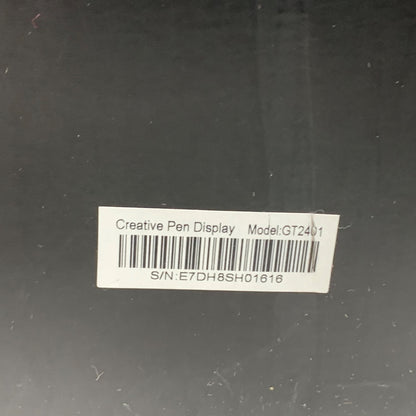 Creative Pen Display Model:GT2401
S/N:E7DH8SH01616